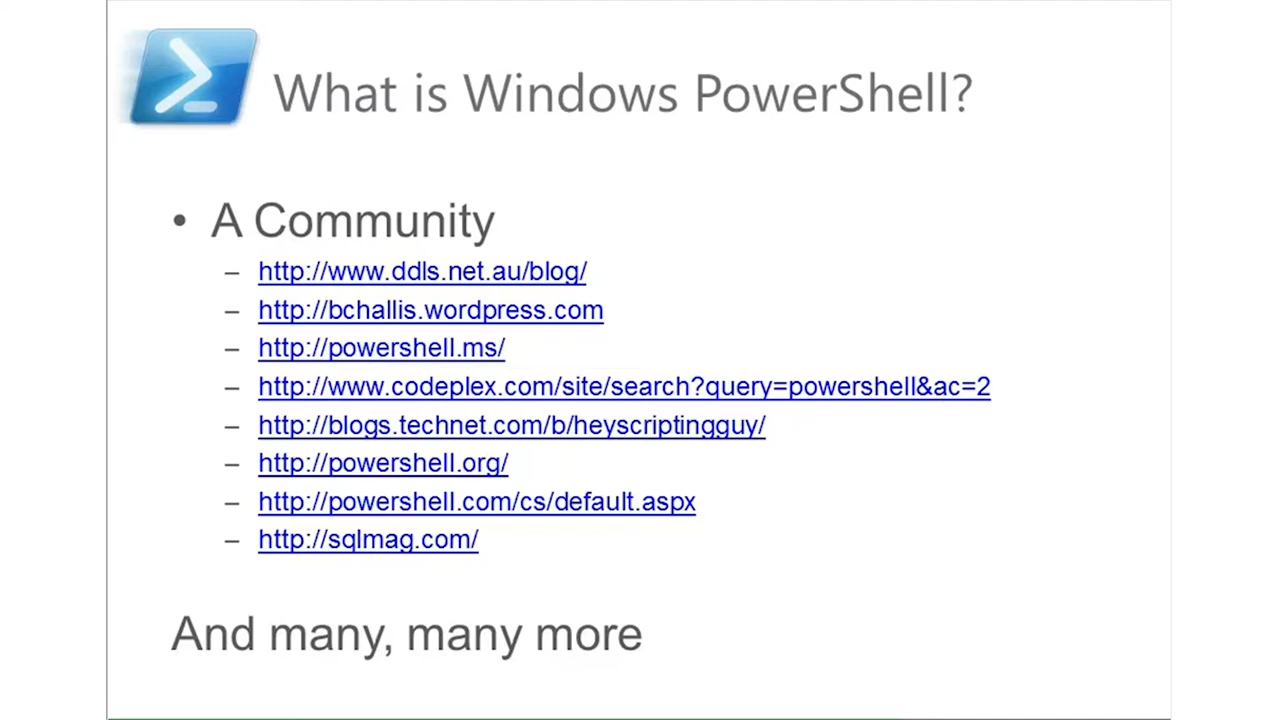 What is Windows PowerShell?
• A Community
– http://www.ddls.net.au/blog/
– http://bchallis.wordpress.com
– http://powershell.ms/
– http://www.codeplex.com/site/search?query=powershell&ac=2
– http://blogs.technet.com/b/heyscriptingguy/
– http://powershell.org/
– http://powershell.com/cs/default.aspx
– http://sqlmag.com/
And many, many more